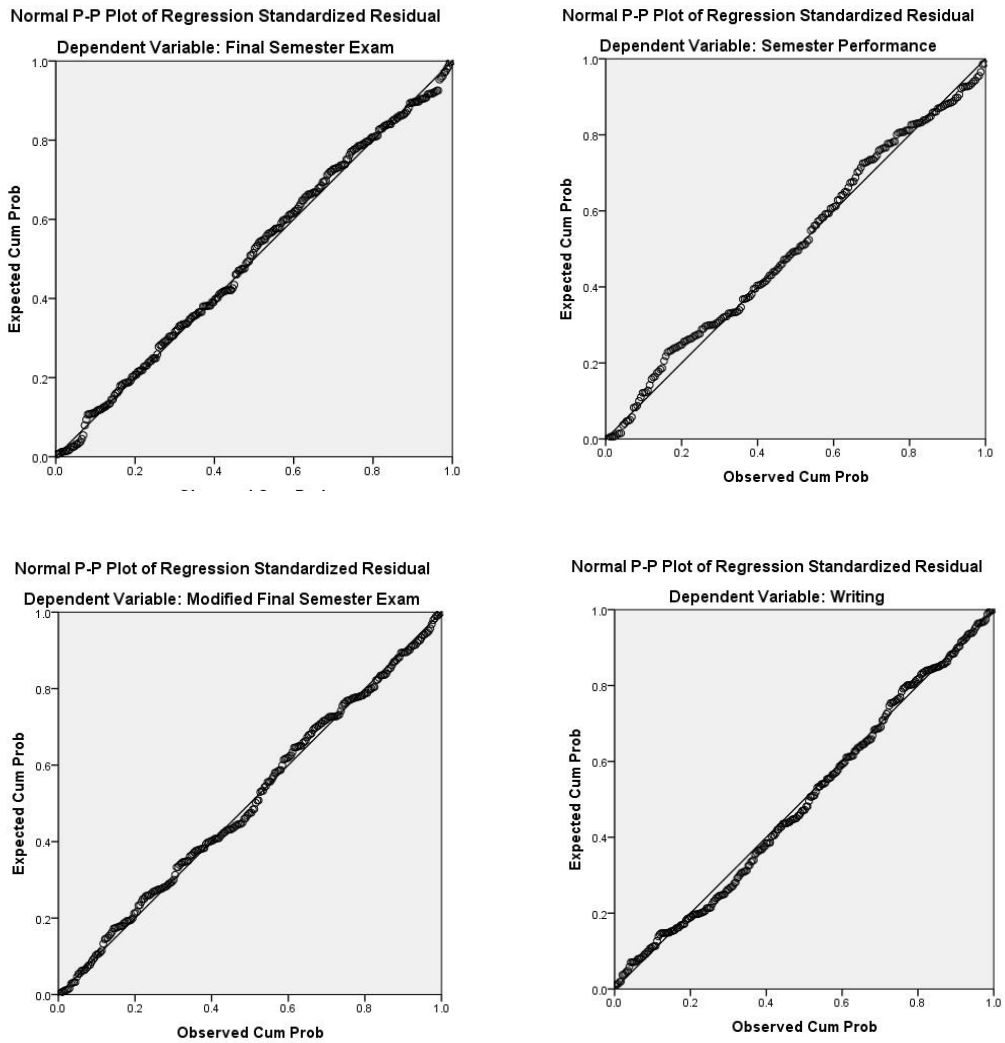 Normal P-P Plot of Regression Standardized Residual
Dependent Variable: Final Semester Exam
Expected Cum Prob
1.0
0.8
0.6
0.4
0.2
0.0
0.0 0.2 0.4 0.6 0.8 1.0
Normal P-P Plot of Regression Standardized Residual
Dependent Variable: Semester Performance
Expected Cum Prob
1.0
0.8
0.6
0.4
0.2
0.0
0.0 0.2 0.4 0.6 0.8 1.0
Observed Cum Prob
Normal P-P Plot of Regression Standardized Residual
Dependent Variable: Modified Final Semester Exam
Expected Cum Prob
1.0
0.8
0.6
0.4
0.2
0.0
0.0 0.2 0.4 0.6 0.8 1.0
Observed Cum Prob
Normal P-P Plot of Regression Standardized Residual
Dependent Variable: Writing
Expected Cum Prob
1.0
0.8
0.6
0.4
0.2
0.0
0.0 0.2 0.4 0.6 0.8 1.0
Observed Cum Prob